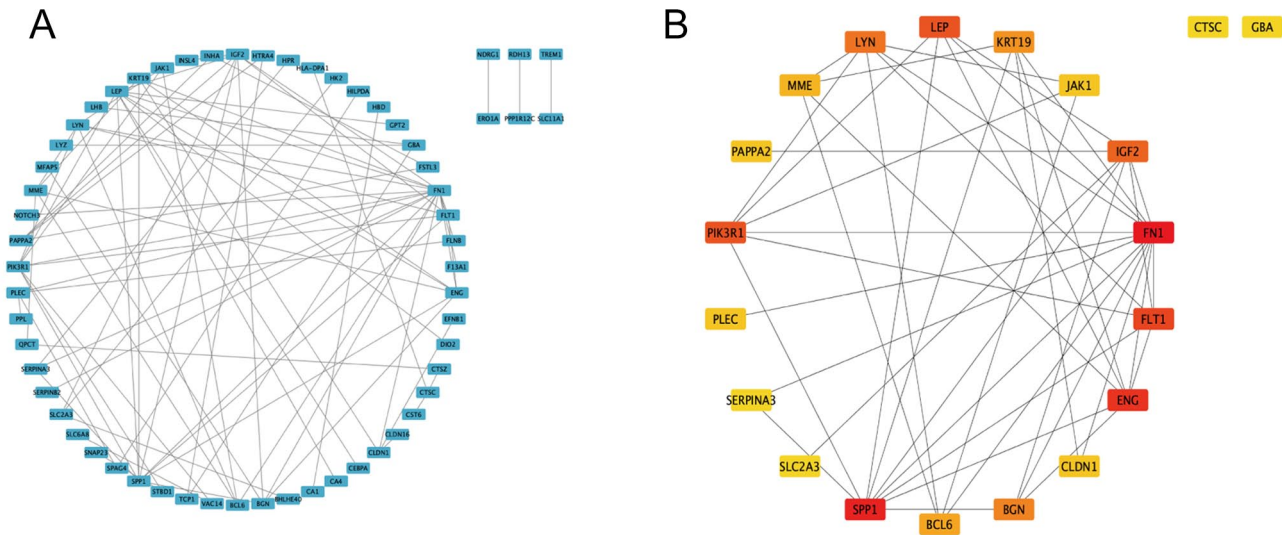 A
IGF2
HTRA4
HPR
HLA-DPA1
HK2
HILPDA
HBD
GPT2
GBA
FSTL3
FN1
FLT1
FLNB
F13A1
ENG
EFNB1
DIO2
CTSZ
CTSC
CST6
CLDN16
CLDN1
CEBPA
CA4
CA1
BHLHE40
BGN
BCL6
VAC14
TCP1
STBD1
SPP1
SPAG4
SNAP23
SLC6A8
SLC2A3
SERPINB2
SERPINA3
QPCT
PPL
PLEC
PIK3R1
PAPPA2
NOTCH3
MME
MFAP5
LYZ
LYN
LHB
LEP
KRT19
JAK1
INSL4
INHA
NDRG1 RDH13 TREM1
ERO1A PPP1R12C SLC11A1
B
LEP
KRT19
JAK1
IGF2
FN1
FLT1
ENG
CLDN1
BGN
BCL6
SPP1
SLC2A3
SERPINA3
PLEC
PIK3R1
PAPPA2
MME
LYN
CTSC GBA